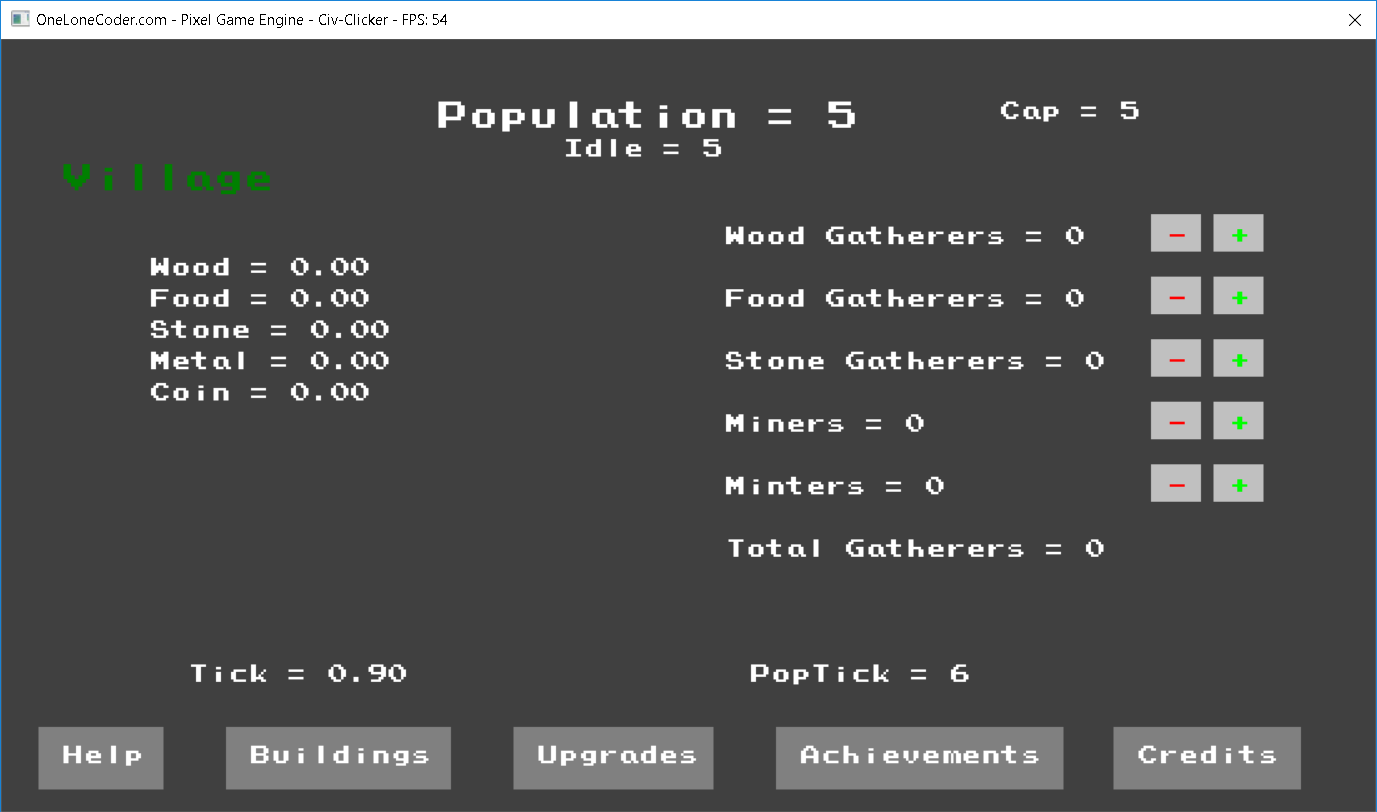 OneLoneCoder.com - Pixel Game Engine - Civ-Clicker - FPS: 54
Population = 5
Cap = 5
Idle = 5
Village
Wood = 0.00
Food = 0.00
Stone = 0.00
Metal = 0.00
Coin = 0.00
Wood Gatherers = 0 - +
Food Gatherers = 0 - +
Stone Gatherers = 0 - +
Miners = 0 - +
Minters = 0 - +
Total Gatherers = 0
Tick = 0.90
PopTick = 6
Help
Buildings
Upgrades
Achievements
Credits